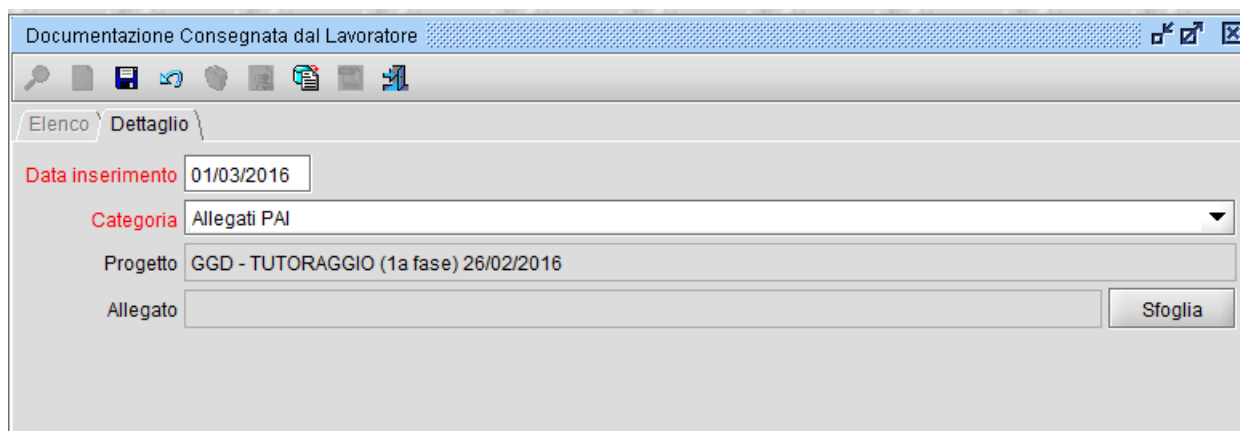 Documentazione Consegnata dal Lavoratore
Elenco Dettaglio
Data inserimento 01/03/2016
Categoria Allegati PAI
Progetto GGD - TUTORAGGIO (1a fase) 26/02/2016
Allegato Sfoglia